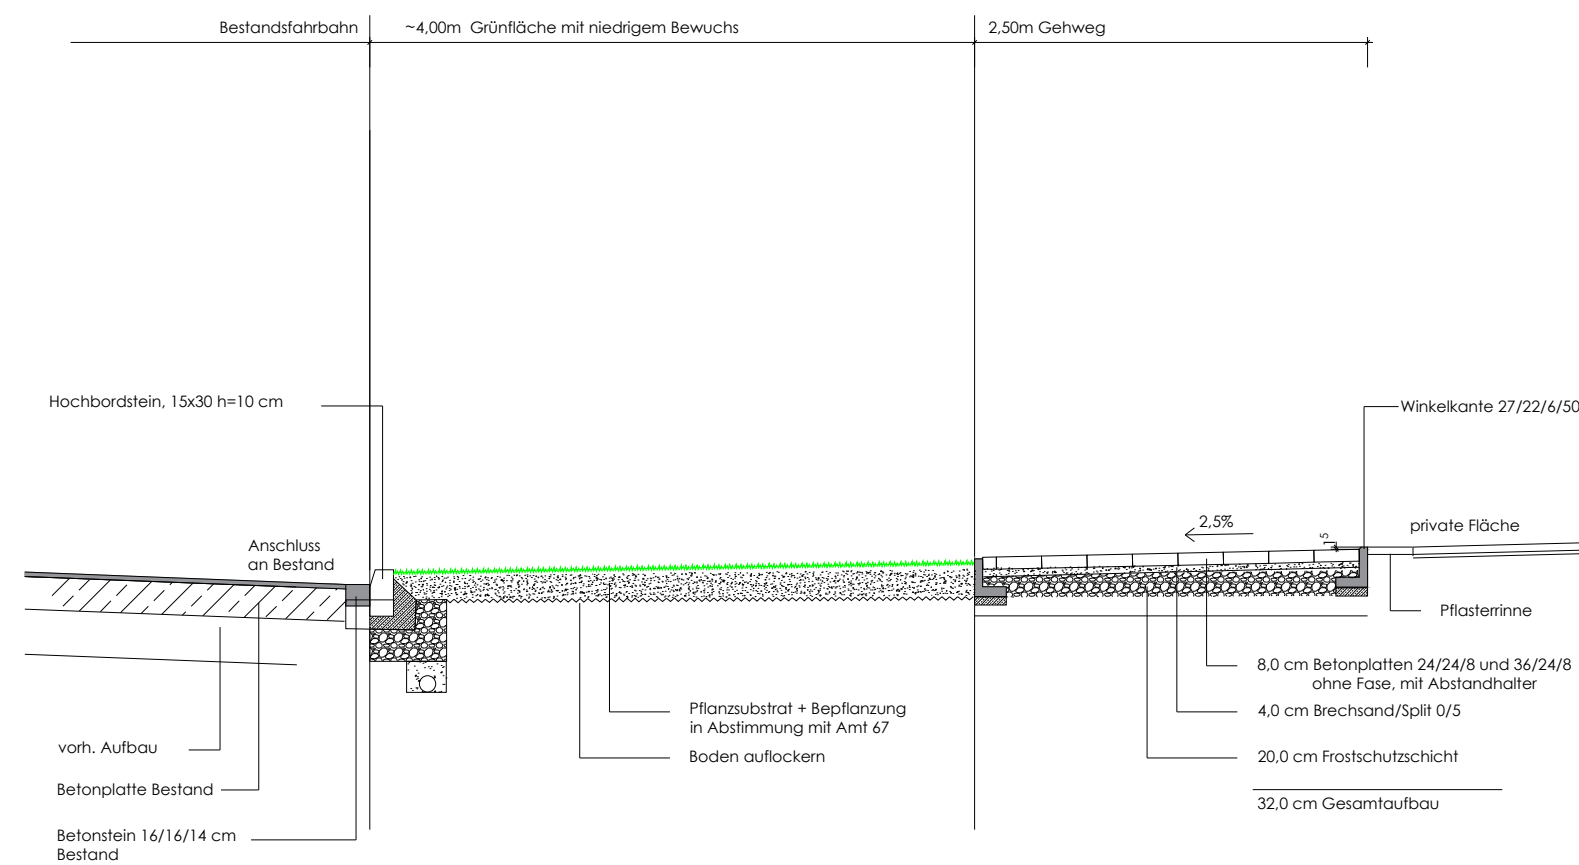 Bestandsfahrbahn
~4,00m Grünfläche mit niedrigem Bewuchs
2,50m Gehweg
Hochbordstein, 15x30 h=10 cm
Winkelkante 27/22/6/50
2,5%
5
private Fläche
Anschluss
an Bestand
Pflasterrinne
8,0 cm Betonplatten 24/24/8 und 36/24/8
ohne Fase, mit Abstandhalter
Pflanzsubstrat + Bepflanzung
in Abstimmung mit Amt 67
4,0 cm Brechsand/Split 0/5
vorh. Aufbau
Boden auflockern
20,0 cm Frostschutzschicht
Betonplatte Bestand
32,0 cm Gesamtaufbau
Betonstein 16/16/14 cm
Bestand